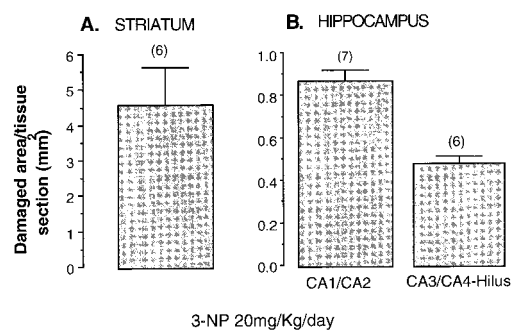 A. STRIATUM
B. HIPPOCAMPUS
Damaged area/tissue
section (mm)2
6
5
4
3
2
1
0
(6)
1.0
0.8
0.6
0.4
0.2
0.0
(7)
(6)
CA1/CA2
CA3/CA4-Hilus
3-NP 20mg/Kg/day